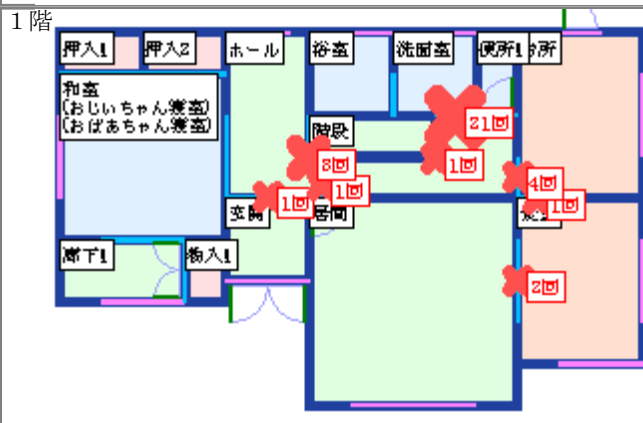 1階
押入1
押入2
ホール
浴室
洗面室
便所1
所
和室
(おじいちゃん寝室)
(おばあちゃん寝室)
階段
21回
8回
1回
1回
4回
1回
1回
玄関
居間
廊下1
物入1
2回